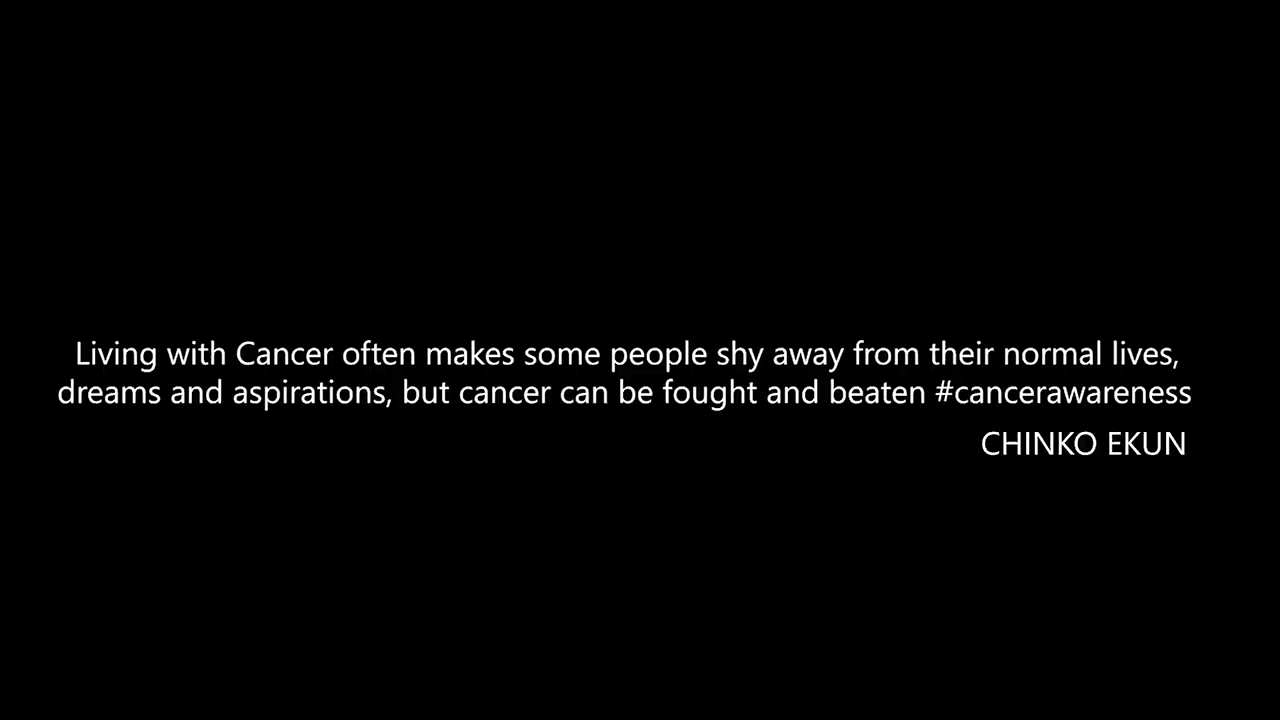 Living with Cancer often makes some people shy away from their normal lives,
dreams and aspirations, but cancer can be fought and beaten #cancerawareness
CHINKO EKUN